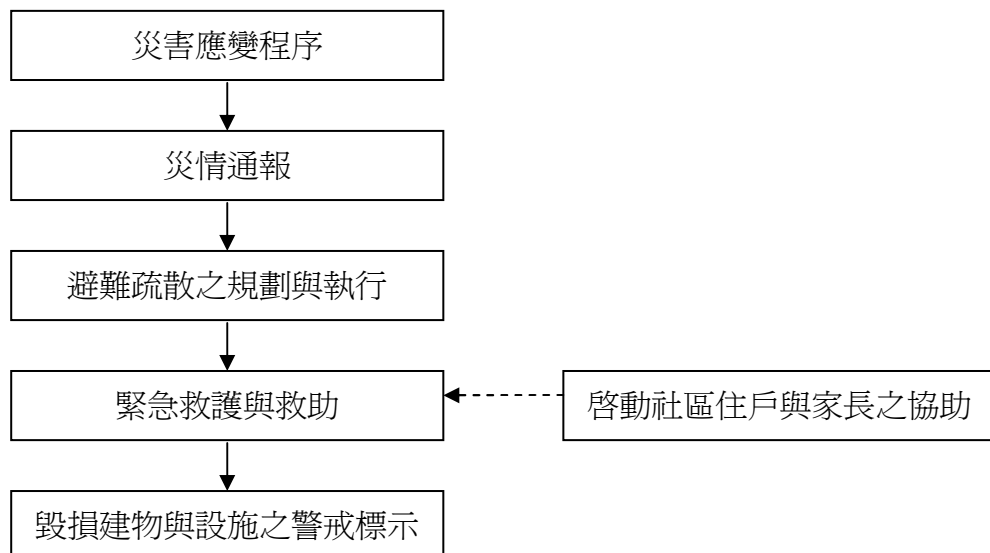 災害應變程序
災情通報
避難疏散之規劃與執行
緊急救護與救助
啓動社區住戶與家長之協助
毀損建物與設施之警戒標示